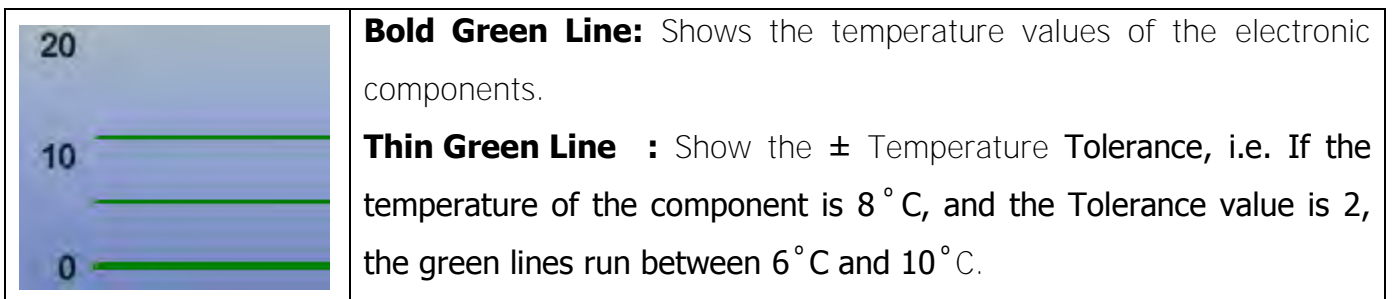 20
10
0
Bold Green Line: Shows the temperature values of the electronic
components.
Thin Green Line : Show the ± Temperature Tolerance, i.e. If the
temperature of the component is 8˚C, and the Tolerance value is 2,
the green lines run between 6˚C and 10˚C.